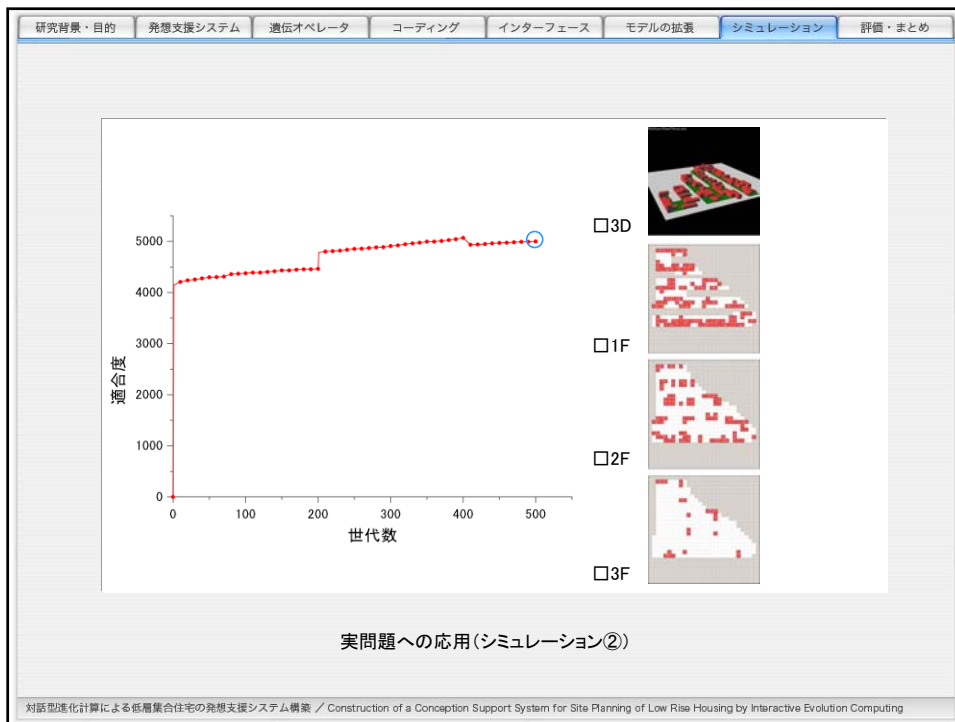 研究背景・目的 発想支援システム 遺伝オペレータ コーディング インターフェース モデルの拡張 シミュレーション 評価・まとめ
□3D
5000
4000
□1F
3000
適合度
2000
□2F
1000
0
0 100 200 300 400 500
世代数
□3F
実問題への応用(シミュレーション②)
対話型進化計算による低層集合住宅の発想支援システム構築 / Construction of a Conception Support System for Site Planning of Low Rise Housing by Interactive Evolution Computing